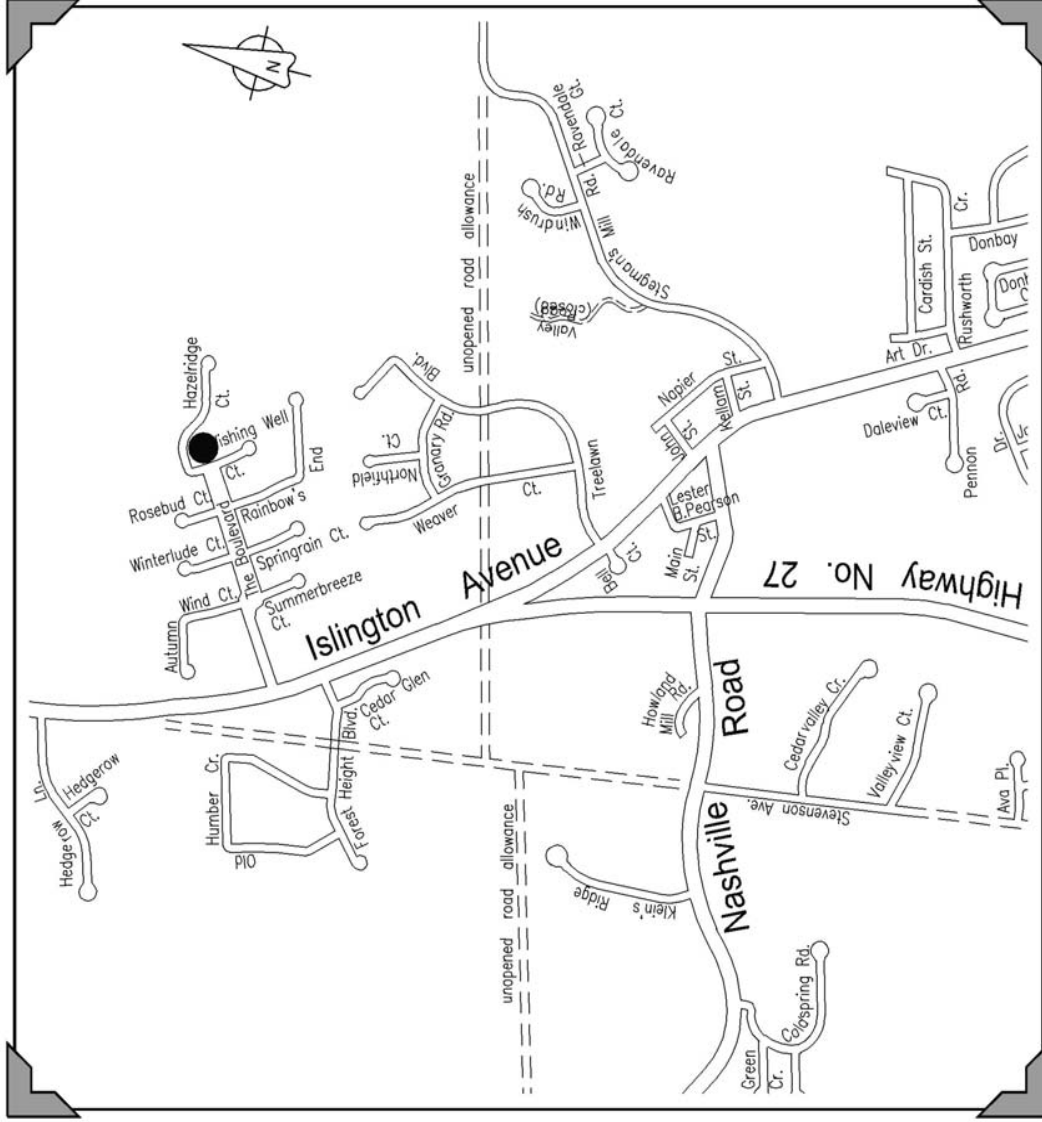 N
Hazelridge
Ct.
ishing Well
Ct.
End
Rainbow's
Rosebud Ct.
Winterlude Ct.
The Boulevard
Springrain Ct.
Wind Ct.
Autumn
Summerbreeze
Ct.
unopened road allowance
Blvd.
Granary Rd.
Ct.
Northfield
Weaver
Ct.
Treelawn
Windrush
Rd.
Stegman's
Mill
Rd.
Ravendale
Ct.
Ravendale Ct.
Valley
(closed)
Napier
St.
Kellam
St.
John
St.
Lester
B.Pearson
St.
Main
St.
Bell Ct.
Islington Avenue
Highway No. 27
Cardish St.
Cr.
Rushworth
Donbay
Art Dr.
Daleview Ct.
Rd.
Pennon
Dr.
Hedgerow
Ln.
Hedgerow
Ct.
Humber
Cr.
Old
Forest Height
Blvd.
Cedar Glen
Ct.
Howland
Mill
Rd.
Nashville Road
Cedarvalley Cr.
Valleyview Ct.
Stevenson Ave.
Ava Pl.
unopened road allowance
Klein's
Ridge
Coldspring Rd.
Green
Cr.